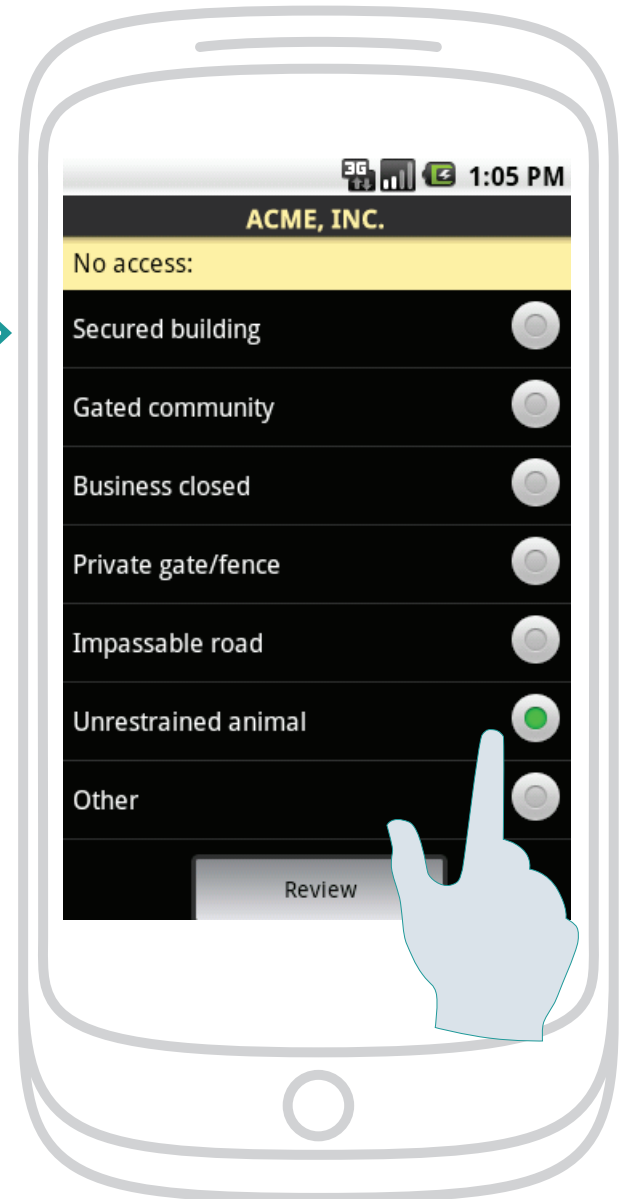 3G 1:05 PM
ACME, INC.
No access:
Secured building
Gated community
Business closed
Private gate/fence
Impassable road
Unrestrained animal
Other
Review